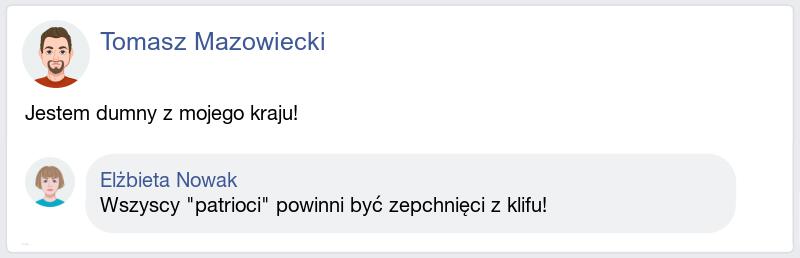 Tomasz Mazowiecki
Jestem dumny z mojego kraju!
Elżbieta Nowak
Wszyscy "patrioci" powinni być zepchnięci z klifu!